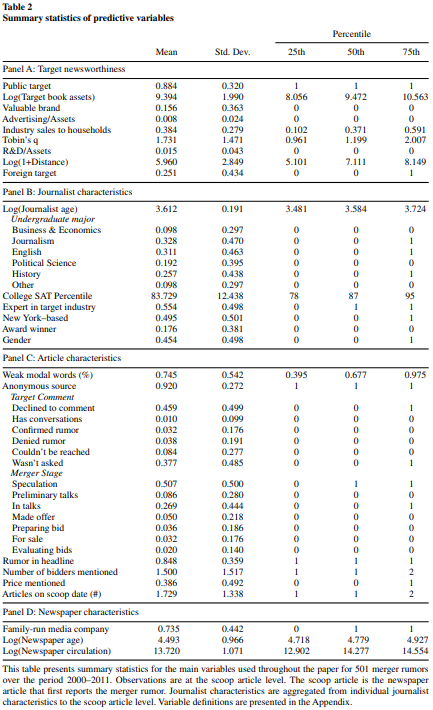 Table 2
Summary statistics of predictive variables
Percentile
Mean Std. Dev. 25th 50th 75th
Panel A: Target newsworthiness
Public target 0.884 0.320 1 1 1
Log(Target book assets) 9.394 1.990 8.056 9.472 10.563
Valuable brand 0.156 0.363 0 0 0
Advertising/Assets 0.008 0.024 0 0 0
Industry sales to households 0.384 0.279 0.102 0.371 0.591
Tobin's q 1.731 1.471 0.961 1.199 2.007
R&D/Assets 0.015 0.043 0 0 0
Log(1+Distance) 5.960 2.849 5.101 7.111 8.149
Foreign target 0.251 0.434 0 0 1
Panel B: Journalist characteristics
Log(Journalist age) 3.612 0.191 3.481 3.584 3.724
Undergraduate major
Business & Economics 0.098 0.297 0 0 0
Journalism 0.328 0.470 0 0 1
English 0.311 0.463 0 0 1
Political Science 0.192 0.395 0 0 0
History 0.257 0.438 0 0 1
Other 0.098 0.297 0 0 0
College SAT Percentile 83.729 12.438 78 87 95
Expert in target industry 0.554 0.498 0 1 1
New York–based 0.495 0.501 0 0 1
Award winner 0.176 0.381 0 0 0
Gender 0.454 0.498 0 0 1
Panel C: Article characteristics
Weak modal words (%) 0.745 0.542 0.395 0.677 0.975
Anonymous source 0.920 0.272 1 1 1
Target Comment
Declined to comment 0.459 0.499 0 0 1
Has conversations 0.010 0.099 0 0 0
Confirmed rumor 0.032 0.176 0 0 0
Denied rumor 0.038 0.191 0 0 0
Couldn't be reached 0.084 0.277 0 0 0
Wasn't asked 0.377 0.485 0 0 1
Merger Stage
Speculation 0.507 0.500 0 1 1
Preliminary talks 0.086 0.280 0 0 0
In talks 0.269 0.444 0 0 1
Made offer 0.050 0.218 0 0 0
Preparing bid 0.036 0.186 0 0 0
For sale 0.032 0.176 0 0 0
Evaluating bids 0.020 0.140 0 0 0
Rumor in headline 0.848 0.359 1 1 1
Number of bidders mentioned 1.500 1.517 1 1 2
Price mentioned 0.386 0.492 0 0 1
Articles on scoop date (#) 1.729 1.338 1 1 2
Panel D: Newspaper characteristics
Family-run media company 0.735 0.442 0 1 1
Log(Newspaper age) 4.493 0.966 4.718 4.779 4.927
Log(Newspaper circulation) 13.720 1.071 12.902 14.277 14.554
This table presents summary statistics for the main variables used throughout the paper for 501 merger rumors
over the period 2000–2011. Observations are at the scoop article level. The scoop article is the newspaper
article that first reports the merger rumor. Journalist characteristics are aggregated from individual journalist
characteristics to the scoop article level. Variable definitions are presented in the Appendix.